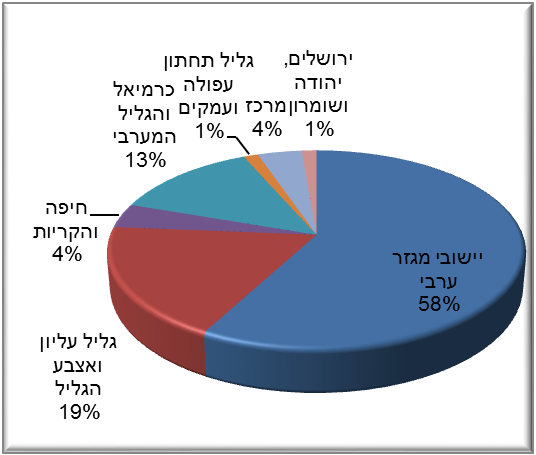 ירושלים,
יהודה
ושומרון
1%
מרכז
4%
גליל תחתון
עפולה
ועמקים
1%
כרמיאל
והגליל
המערבי
13%
חיפה
והקריות
4%
גליל עליון
ואצבע
הגליל
19%
יישובי מגזר
ערבי
58%